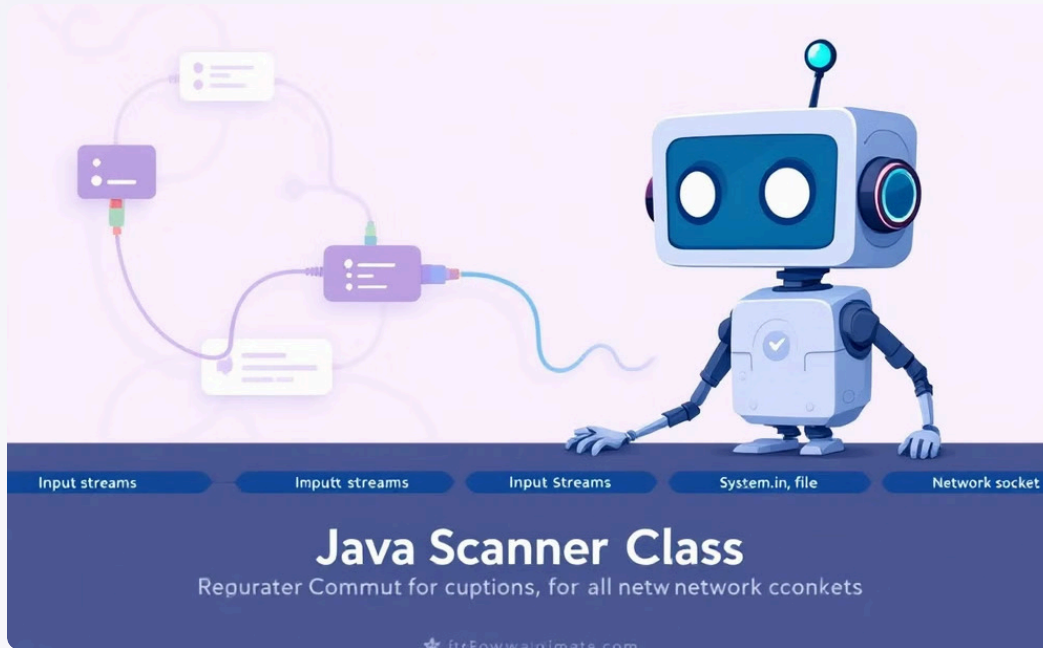 Input streams
Imputt streams
Input Streams
System.in, file
Network socket
Java Scanner Class
Regurater Commut for cuptions, for all netw network cconkets